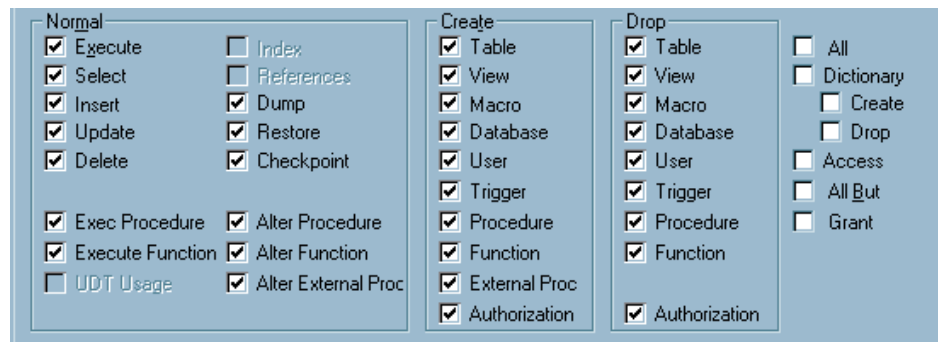 Normal
Execute
Select
Insert
Update
Delete
Exec Procedure
Execute Function
UDT Usage
Index
References
Dump
Restore
Checkpoint
Alter Procedure
Alter Function
Alter External Proc
Create
Table
View
Macro
Database
User
Trigger
Procedure
Function
External Proc
Authorization
Drop
Table
View
Macro
Database
User
Trigger
Procedure
Function
Authorization
All
Dictionary
Create
Drop
Access
All But
Grant